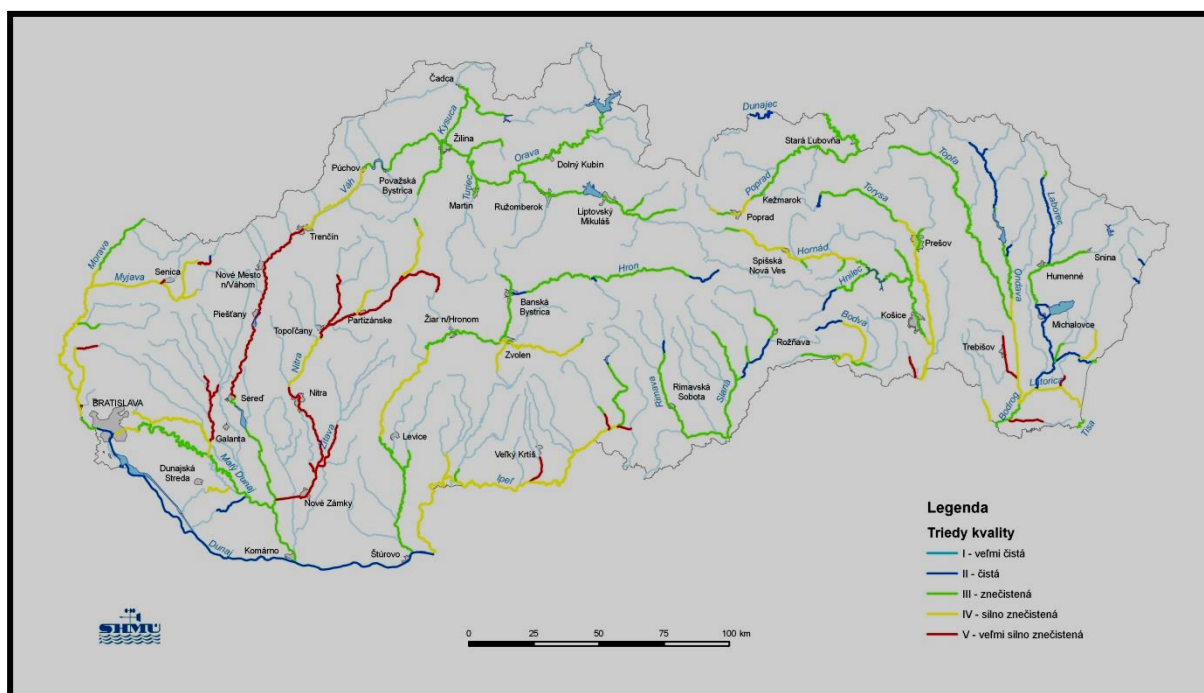 Čadca
Kysuca
Žilina
Dunajec
Stará Ľubovňa
Topľa
Orava
Dolný Kubín
Púchov
Považská
Bystrica
Váh
Turiec
Martin
Ružomberok
Liptovský
Mikuláš
Poprad
Kežmarok
Poprad
Torysa
Laborec
Trenčín
Morava
Myjava
Senica
Nové Mesto
n/Váhom
Spišská
Nová Ves
Hornád
Prešov
Snina
Humenné
Ondava
Hron
Hnilec
Piešťany
Topoľčany
Partizánske
Žiar n/Hronom
Banská
Bystrica
Zvolen
Bodva
Košice
Michalovce
Rožňava
Trebišov
Nitra
Nitra
Sereď
BRATISLAVA
Galanta
Žitava
Levice
Rimava
Rimavská
Sobota
Slaná
Latorica
Bodrog
Tisa
Malý Dunaj
Dunajská
Streda
Veľký Krtíš
Ipeľ
Nové Zámky
Dunaj
Komárno
Štúrovo
Legenda
Triedy kvality
I - veľmi čistá
II - čistá
III - znečistená
IV - silno znečistená
V - veľmi silno znečistená
SHMÚ
0 25 50 75 100 km